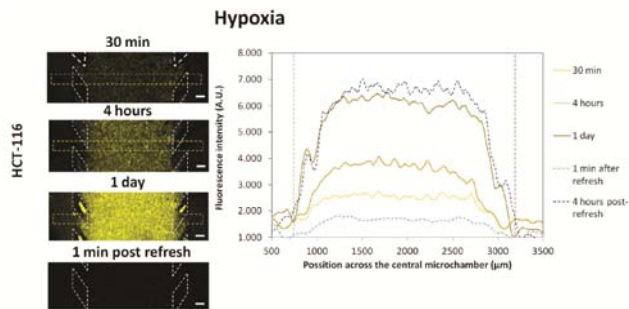 Hypoxia
HCT-116
30 min
4 hours
1 day
1 min post refresh
Fluorescence intensity (A.U.)
8.000
7.000
6.000
5.000
4.000
3.000
2.000
1.000
500
1000
1500
2000
2500
3000
3500
Possition across the central microchamber (µm)
30 min
4 hours
1 day
1 min after
refresh
4 hours post-
refresh